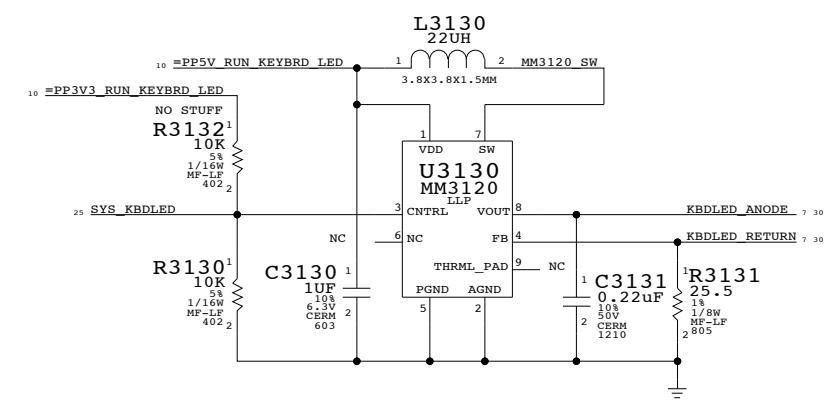 L3130
22UH
10 =PP5V_RUN_KEYBRD_LED
1
2
MM3120_SW
3.8X3.8X1.5MM
10 =PP3V3_RUN_KEYBRD_LED
NO STUFF
R3132
1
10K
5%
1/16W
MF-LF
402
2
1
7
VDD
SW
U3130
MM3120
LLP
25 SYS_KBDLED
3
CNTRL
VOUT
8
KBDLED_ANODE
7 30
NC
6
NC
FB
4
KBDLED_RETURN
7 30
THRML_PAD
9
NC
PGND
AGND
5
2
R3130
1
10K
5%
1/16W
MF-LF
402
2
C3130
1
1UF
10%
6.3V
CERM
603
2
C3131
1
0.22uF
10%
50V
CERM
1210
2
R3131
1
25.5
1%
1/8W
MF-LF
805
2